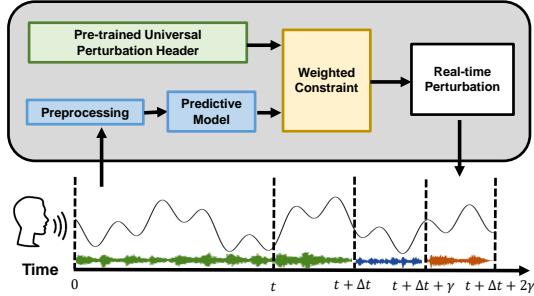 Pre-trained Universal
Perturbation Header
Weighted
Constraint
Real-time
Perturbation
Preprocessing
Predictive
Model
Time
0
t
t + Δt
t + Δt + γ
t + Δt + 2γ